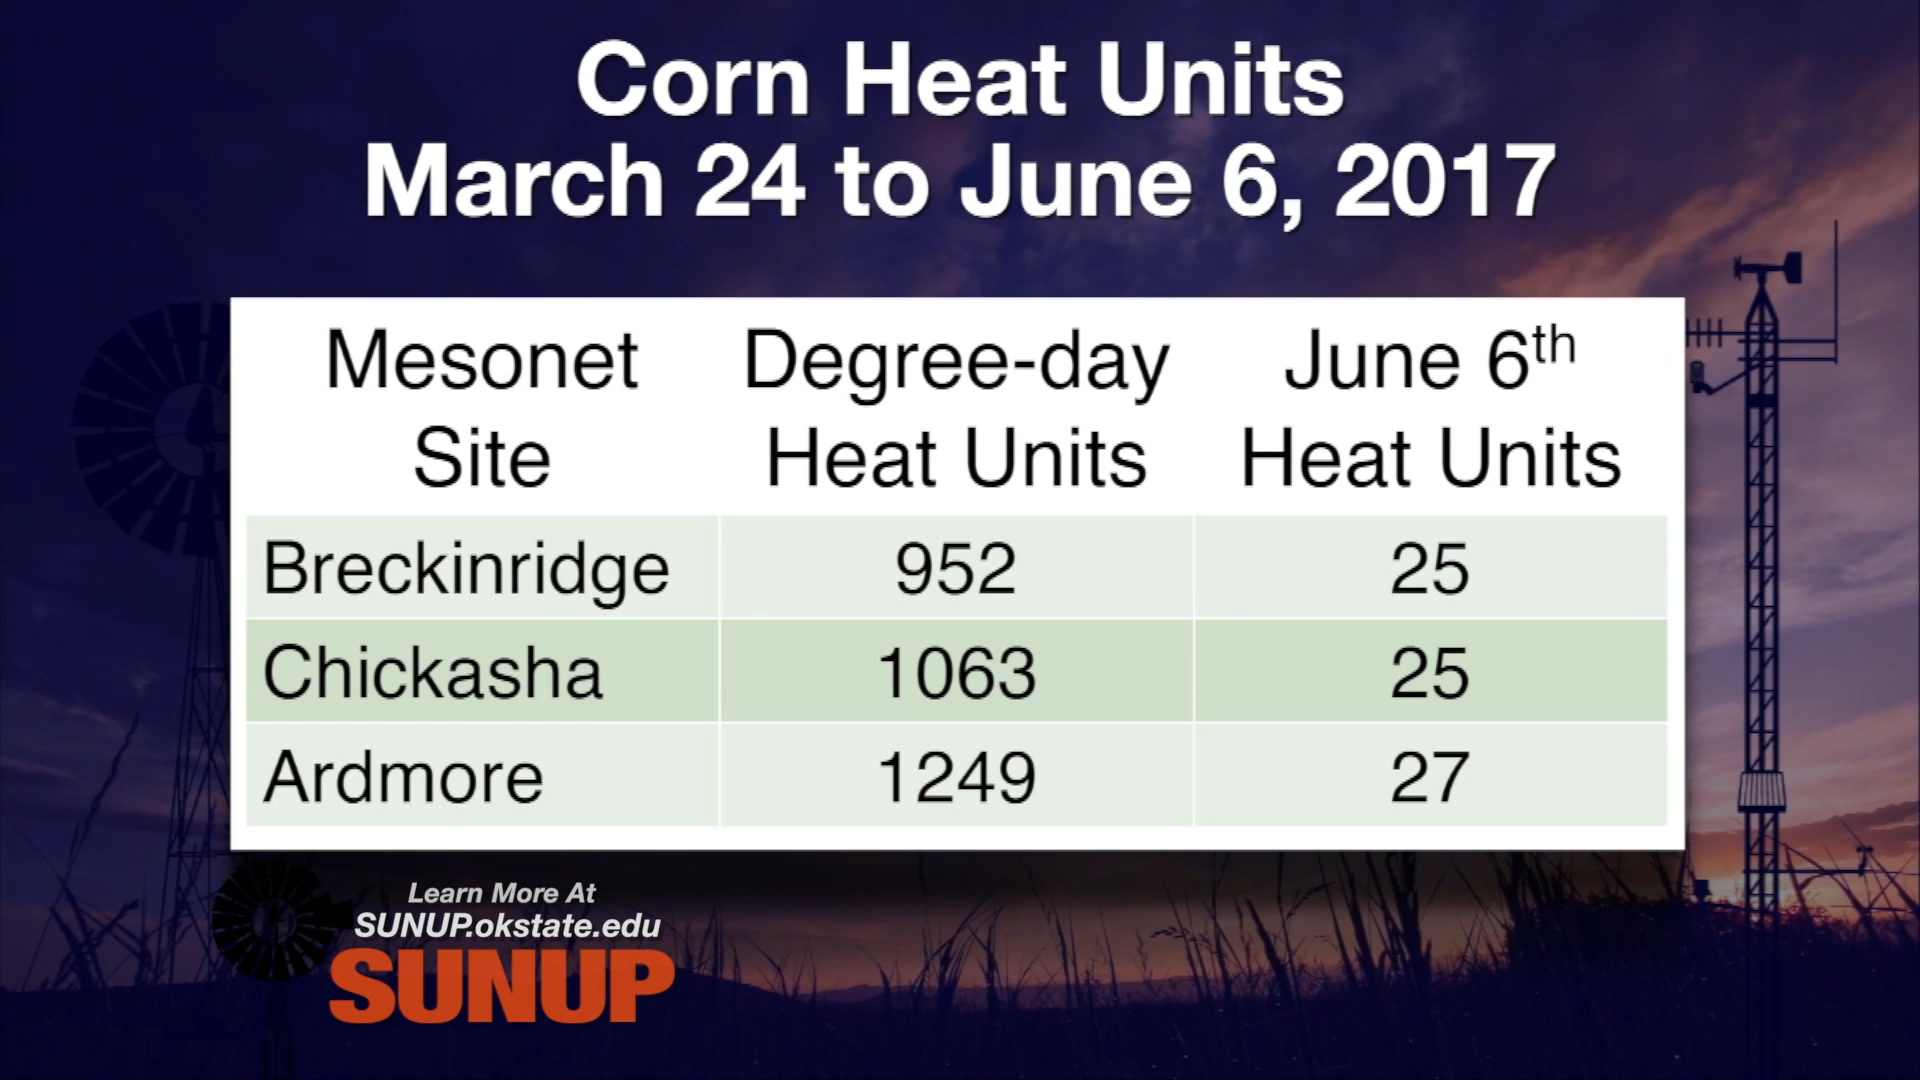 Corn Heat Units
March 24 to June 6, 2017
Mesonet Site Degree-day Heat Units June 6th Heat Units
Breckinridge 952 25
Chickasha 1063 25
Ardmore 1249 27
Learn More At
SUNUP.okstate.edu
SUNUP